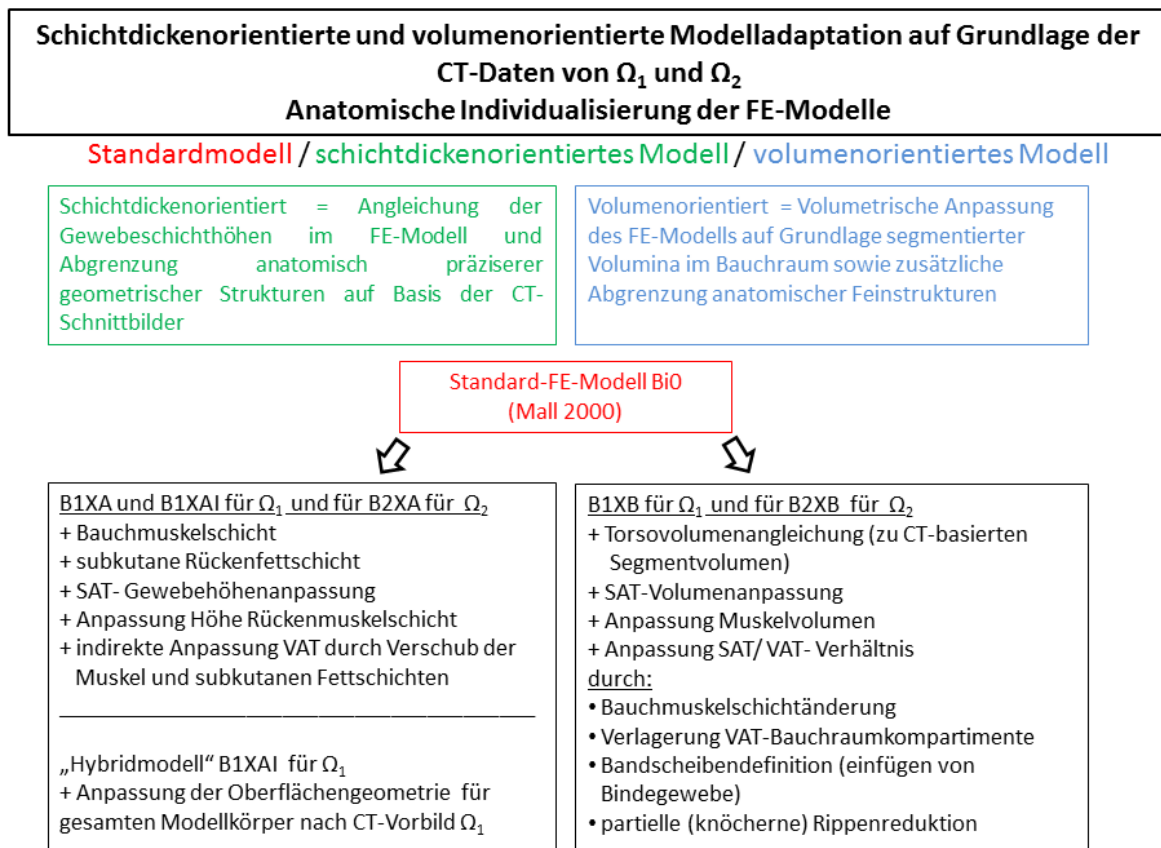 Schichtdickenorientierte und volumenorientierte Modelladaptation auf Grundlage der
CT-Daten von Ω₁ und Ω₂
Anatomische Individualisierung der FE-Modelle
Standardmodell / schichtdickenorientiertes Modell / volumenorientiertes Modell
Schichtdickenorientiert = Angleichung der
Gewebeschichthöhen im FE-Modell und
Abgrenzung anatomisch präziserer
geometrischer Strukturen auf Basis der CT-
Schnittbilder
Volumenorientiert = Volumetrische Anpassung
des FE-Modells auf Grundlage segmentierter
Volumina im Bauchraum sowie zusätzliche
Abgrenzung anatomischer Feinstrukturen
Standard-FE-Modell Bi0
(Mall 2000)
B1XA und B1XAI für Ω₁ und für B2XA für Ω₂
+ Bauchmuskelschicht
+ subkutane Rückenfettschicht
+ SAT- Gewebehöhenanpassung
+ Anpassung Höhe Rückenmuskelschicht
+ indirekte Anpassung VAT durch Verschub der
Muskel und subkutanen Fettschichten
„Hybridmodell“ B1XAI für Ω₁
+ Anpassung der Oberflächengeometrie für
gesamten Modellkörper nach CT-Vorbild Ω₁
B1XB für Ω₁ und für B2XB für Ω₂
+ Torsovolumenangleichung (zu CT-basierten
Segmentvolumen)
+ SAT-Volumenanpassung
+ Anpassung Muskelvolumen
+ Anpassung SAT/ VAT- Verhältnis
durch:
• Bauchmuskelschichtänderung
• Verlagerung VAT-Bauchraumkompartimente
• Bandscheibendefinition (einfügen von
Bindegewebe)
• partielle (knöcherne) Rippenreduktion